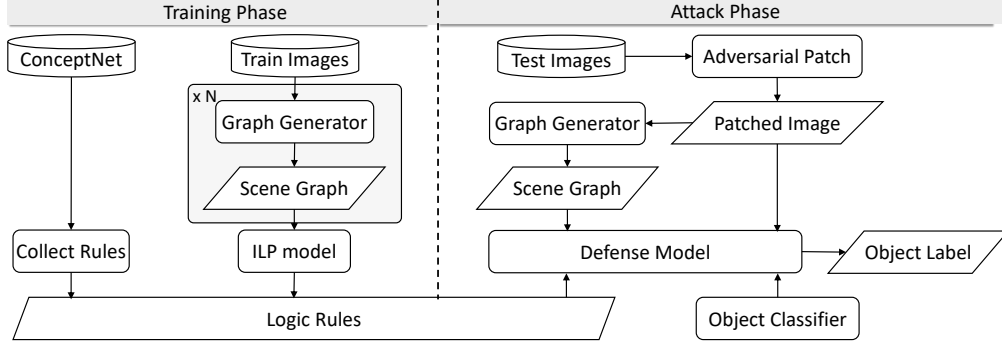 Training Phase
Attack Phase
ConceptNet
Train Images
Test Images
Adversarial Patch
x N
Graph Generator
Graph Generator
Patched Image
Scene Graph
Scene Graph
Collect Rules
ILP model
Defense Model
Object Label
Logic Rules
Object Classifier